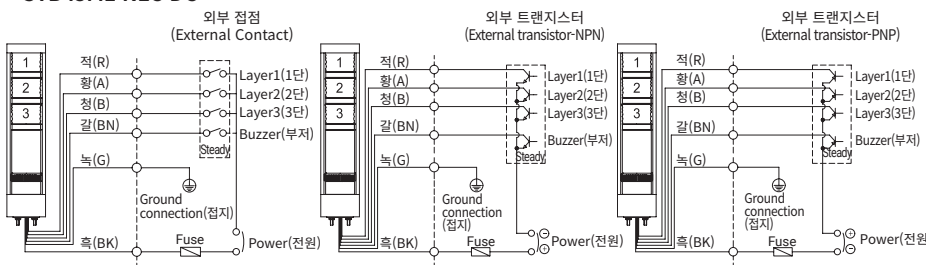 외부 접점
(External Contact)
1
2
3
적(R)
황(A)
청(B)
갈(BN)
녹(G)
흑(BK)
Layer1(1단)
Layer2(2단)
Layer3(3단)
Buzzer(부저)
Steady
Ground
connection(접지)
Fuse
Power(전원)
외부 트랜지스터
(External transistor-NPN)
1
2
3
적(R)
황(A)
청(B)
갈(BN)
녹(G)
흑(BK)
Layer1(1단)
Layer2(2단)
Layer3(3단)
Buzzer(부저)
Steady
Ground
connection
(접지)
Fuse
Power(전원)
외부 트랜지스터
(External transistor-PNP)
1
2
3
적(R)
황(A)
청(B)
갈(BN)
녹(G)
흑(BK)
Layer1(1단)
Layer2(2단)
Layer3(3단)
Buzzer(부저)
Steady
Ground
connection
(접지)
Fuse
Power(전원)